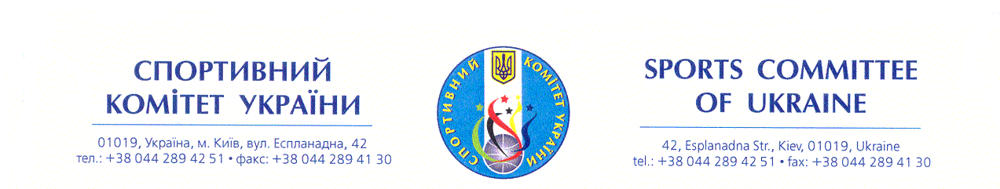 СПОРТИВНИЙ
КОМіТЕТ УКРАЇНИ
01019, Україна, м. Київ, вул. Еспланадна, 42
тел.: +38 044 289 42 51 • факс: +38 044 289 41 30
СПОРТИВНИЙ КОМіТЕТ УКРАЇНИ
SPORTS COMMITTEE
OF UKRAINE
42, Esplanadna Str., Kiev, 01019, Ukraine
tel.: +38 044 289 42 51 • fax: +38 044 289 41 30